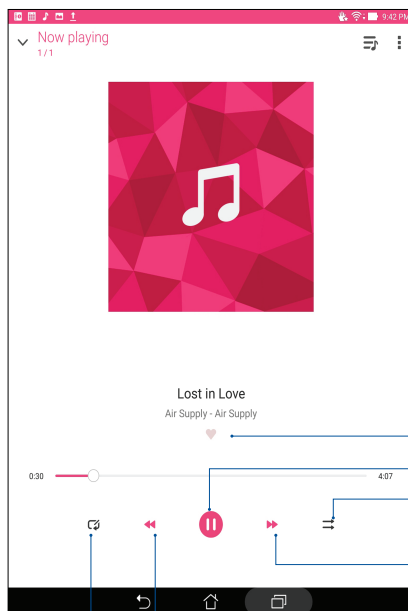 9:42 PM
Now playing
1/1
Lost in Love
Air Supply - Air Supply
0:30
4:07